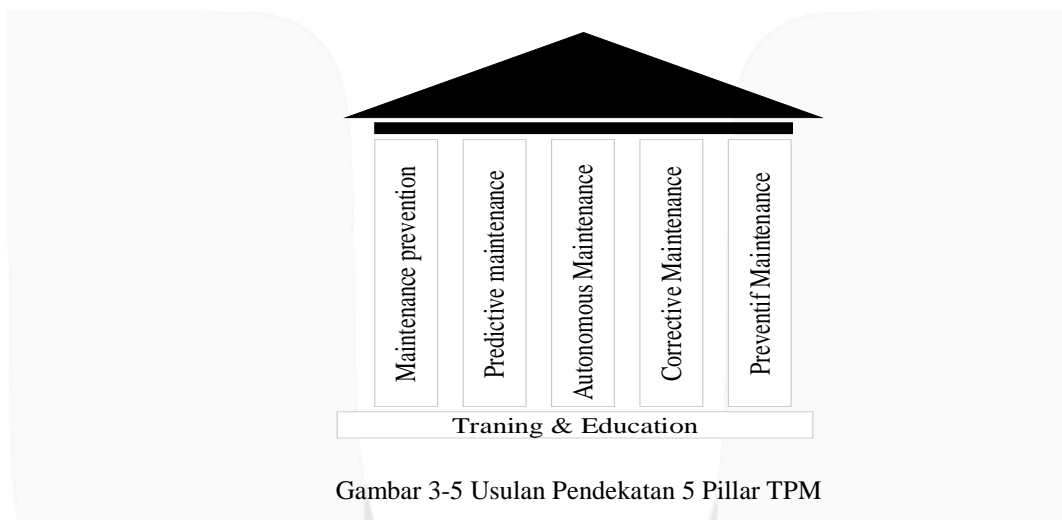 Maintenance prevention
Predictive maintenance
Autonomous Maintenance
Corrective Maintenance
Preventif Maintenance
Traning & Education
Gambar 3-5 Usulan Pendekatan 5 Pillar TPM